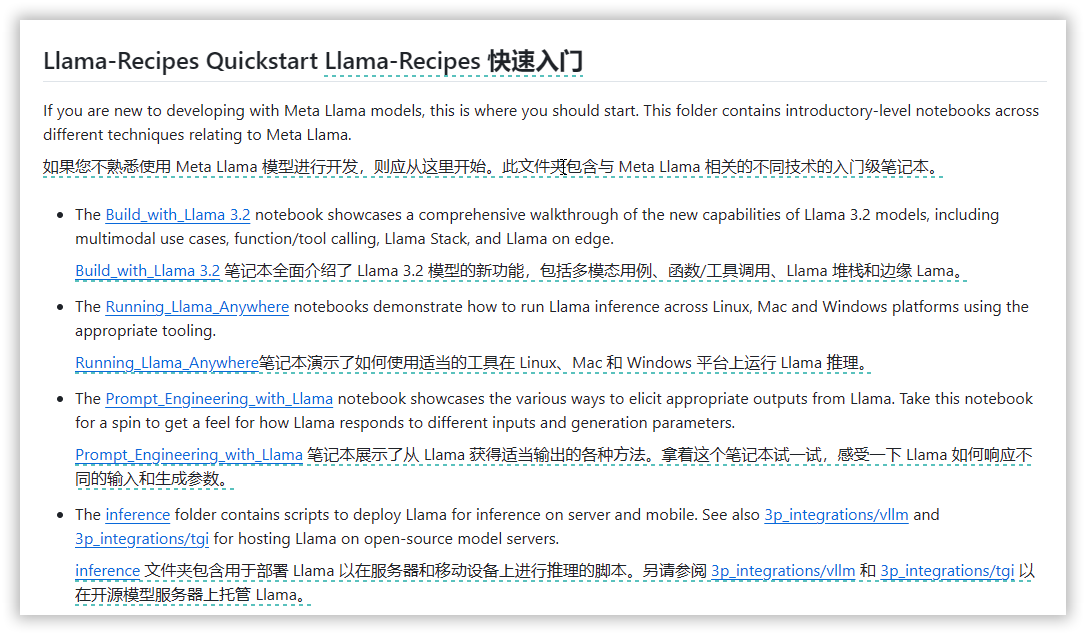 Llama-Recipes Quickstart Llama-Recipes 快速入门
If you are new to developing with Meta Llama models, this is where you should start. This folder contains introductory-level notebooks across
different techniques relating to Meta Llama.
如果您不熟悉使用 Meta Llama 模型进行开发，则应从这里开始。此文件夹包含与 Meta Llama 相关的不同技术的入门级笔记本。
The Build_with_Llama 3.2 notebook showcases a comprehensive walkthrough of the new capabilities of Llama 3.2 models, including
multimodal use cases, function/tool calling, Llama Stack, and Llama on edge.
Build_with_Llama 3.2 笔记本全面介绍了 Llama 3.2 模型的新功能，包括多模态用例、函数/工具调用、Llama 堆栈和边缘 Lama。
The Running_Llama_Anywhere notebooks demonstrate how to run Llama inference across Linux, Mac and Windows platforms using the
appropriate tooling.
Running_Llama_Anywhere笔记本演示了如何使用适当的工具在 Linux、Mac 和 Windows 平台上运行 Llama 推理。
The Prompt_Engineering_with_Llama notebook showcases the various ways to elicit appropriate outputs from Llama. Take this notebook
for a spin to get a feel for how Llama responds to different inputs and generation parameters.
Prompt_Engineering_with_Llama 笔记本展示了从 Llama 获得适当输出的各种方法。拿着这个笔记本试一试，感受一下 Llama 如何响应不
同的输入和生成参数。
The inference folder contains scripts to deploy Llama for inference on server and mobile. See also 3p_integrations/vllm and
3p_integrations/tgi for hosting Llama on open-source model servers.
inference 文件夹包含用于部署 Llama 以在服务器和移动设备上进行推理的脚本。另请参阅 3p_integrations/vllm 和 3p_integrations/tgi 以
在开源模型服务器上托管 Llama。